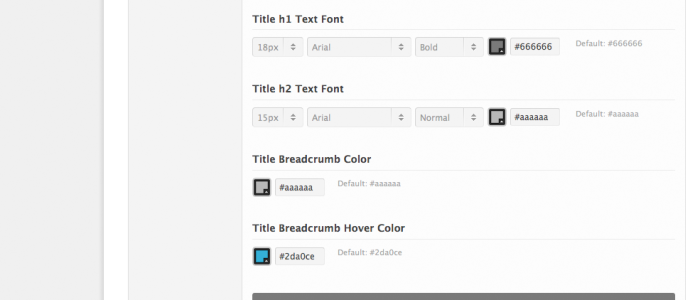 Title h1 Text Font
18px Arial Bold #666666 Default: #666666
Title h2 Text Font
15px Arial Normal #aaaaaa Default: #aaaaaa
Title Breadcrumb Color
#aaaaaa Default: #aaaaaa
Title Breadcrumb Hover Color
#2da0ce Default: #2da0ce